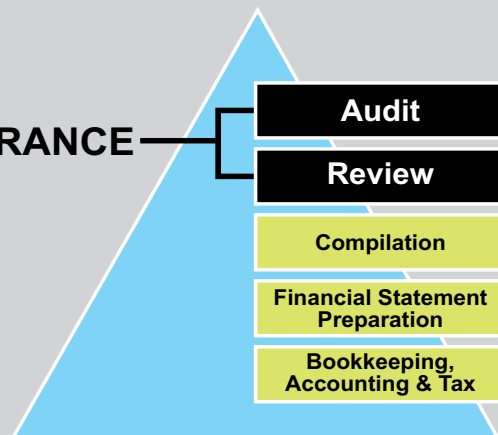 Audit
RANCE
Review
Compilation
Financial Statement
Preparation
Bookkeeping,
Accounting & Tax